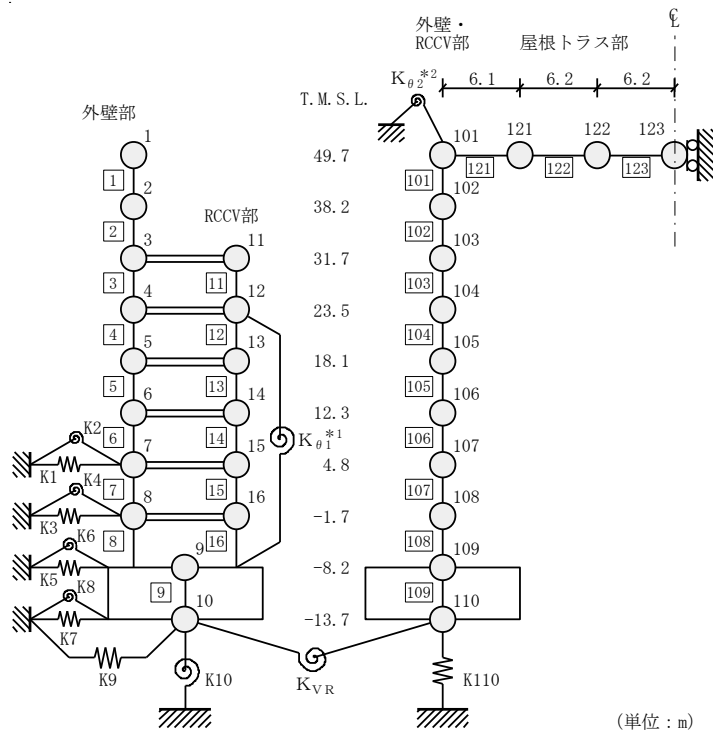 外壁・
RCCV部
屋根トラス部
℄
Kθ2*2
6.1 6.2 6.2
T.M.S.L.
外壁部
1
49.7
101 121 122 123
1
101
121 122 123
2
38.2
102
2
RCCV部
102
3
11
31.7
103
3
11
103
4
12
23.5
104
4
12
104
5
13
18.1
105
5
13
105
6
14
12.3
106
K2
6
14
Kθ1*1
106
7
15
4.8
107
K1
K4
7
15
107
8
16
-1.7
108
K3
K6
8
16
108
9
-8.2
109
K5
K8
9
109
10
-13.7
110
K7
K9
K10
KVR
K110
(単位:m)